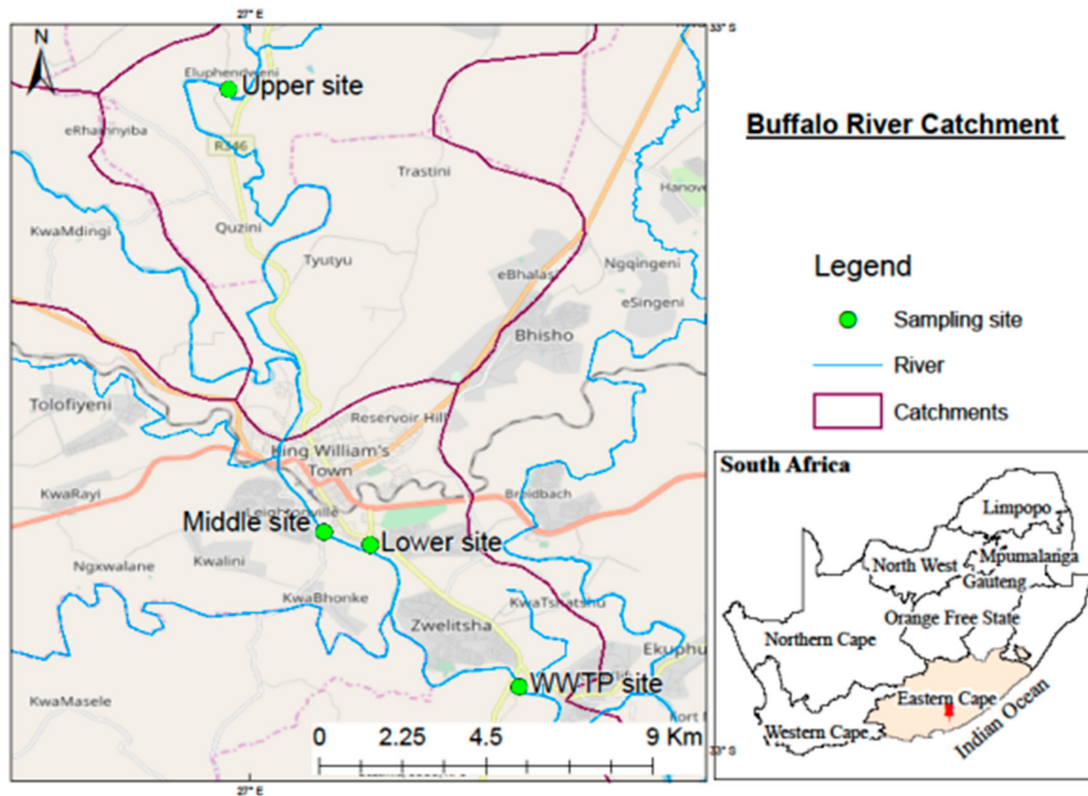 27° E
33° S
N
Eluphendweni
Upper site
eRhamnyiba
R346
Trastini
Hanove
KwaMdingi
Quzini
Tyutyu
eBhalasi
Ngqingeni
eSingeni
Bhisho
Tolofiyeni
Reservoir Hill
King William's
Town
KwaRayi
Breidbach
Leightonville
Middle site
Lower site
Ngxwalane
Kwalini
KwaBhonke
KwaTshatshu
Zwelitsha
Ekuphu
WWTP site
KwaMasele
0 2.25 4.5 9 Km
33° S
27° E
Buffalo River Catchment
Legend
Sampling site
River
Catchments
South Africa
Limpopo
North West
Mpumalanga
Gauteng
Orange Free State
Northern Cape
Eastern Cape
Western Cape
Indian Ocean